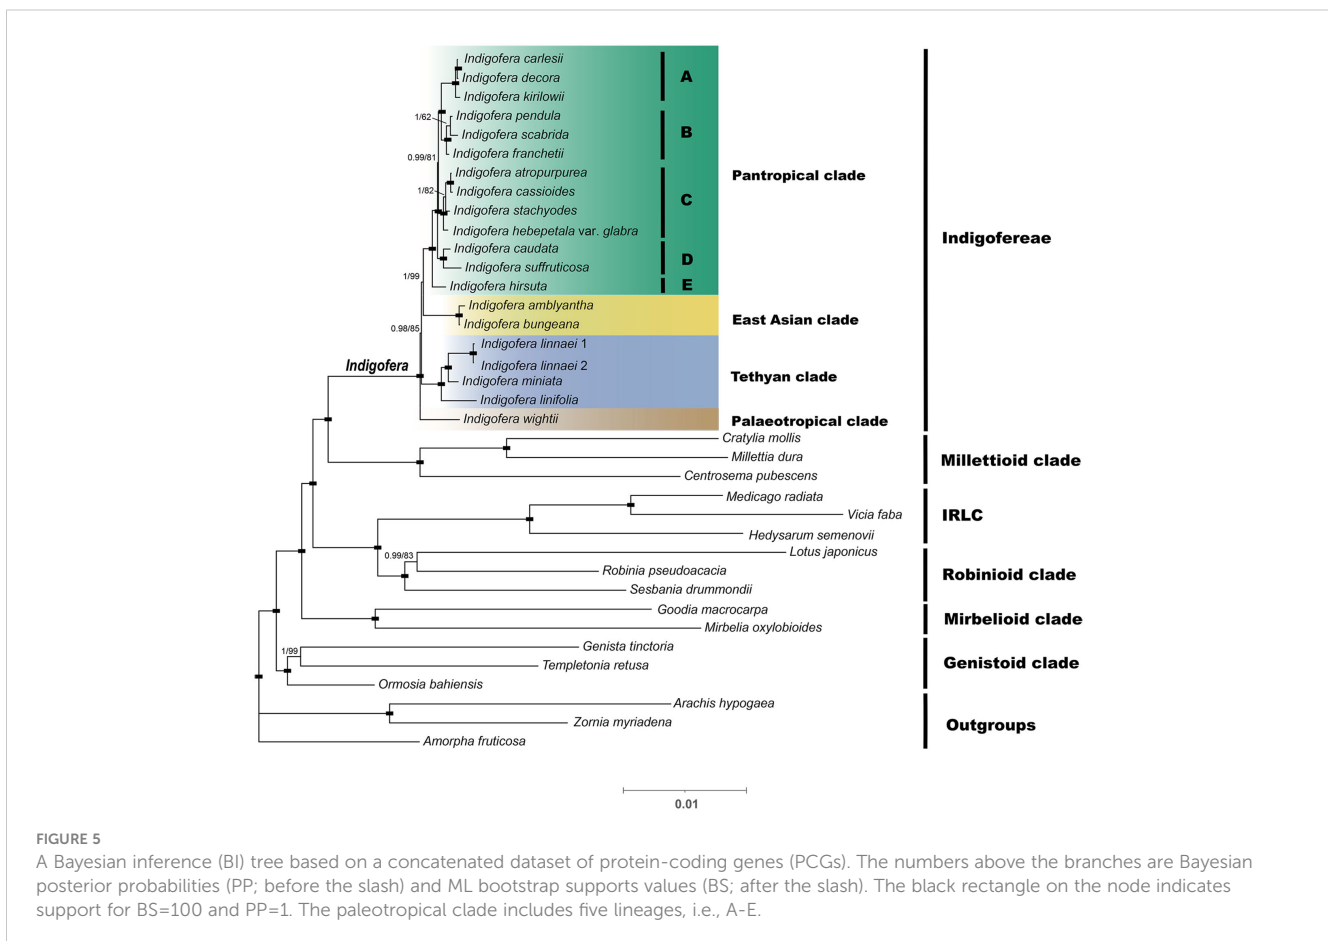 Indigofera carlesii
Indigofera decora
A
Indigofera kirilowii
1/62
Indigofera pendula
Indigofera scabrida
B
Indigofera franchetii
0.99/81
Indigofera atropurpurea
Pantropical clade
1/82
Indigofera cassioides
C
Indigofera stachyodes
Indigofera hebepetala var. glabra
Indigofereae
Indigofera caudata
D
Indigofera suffruticosa
1/99
Indigofera hirsuta
E
Indigofera amblyantha
East Asian clade
0.98/85
Indigofera bungeana
Indigofera linnaei 1
Indigofera
Indigofera linnaei 2
Tethyan clade
Indigofera miniata
Indigofera linifolia
Indigofera wightii
Palaeotropical clade
Cratylia mollis
Millettia dura
Millettioid clade
Centrosema pubescens
Medicago radiata
Vicia faba
IRLC
Hedysarum semenovii
0.99/83
Lotus japonicus
Robinia pseudoacacia
Robinioid clade
Sesbania drummondii
Goodia macrocarpa
Mirbelioid clade
Mirbelia oxylobioides
1/99
Genista tinctoria
Templetonia retusa
Genistoid clade
Ormosia bahiensis
Arachis hypogaea
Zornia myriadena
Outgroups
Amorpha fruticosa
0.01
FIGURE 5
A Bayesian inference (BI) tree based on a concatenated dataset of protein-coding genes (PCGs). The numbers above the branches are Bayesian
posterior probabilities (PP; before the slash) and ML bootstrap supports values (BS; after the slash). The black rectangle on the node indicates
support for BS=100 and PP=1. The paleotropical clade includes five lineages, i.e., A-E.